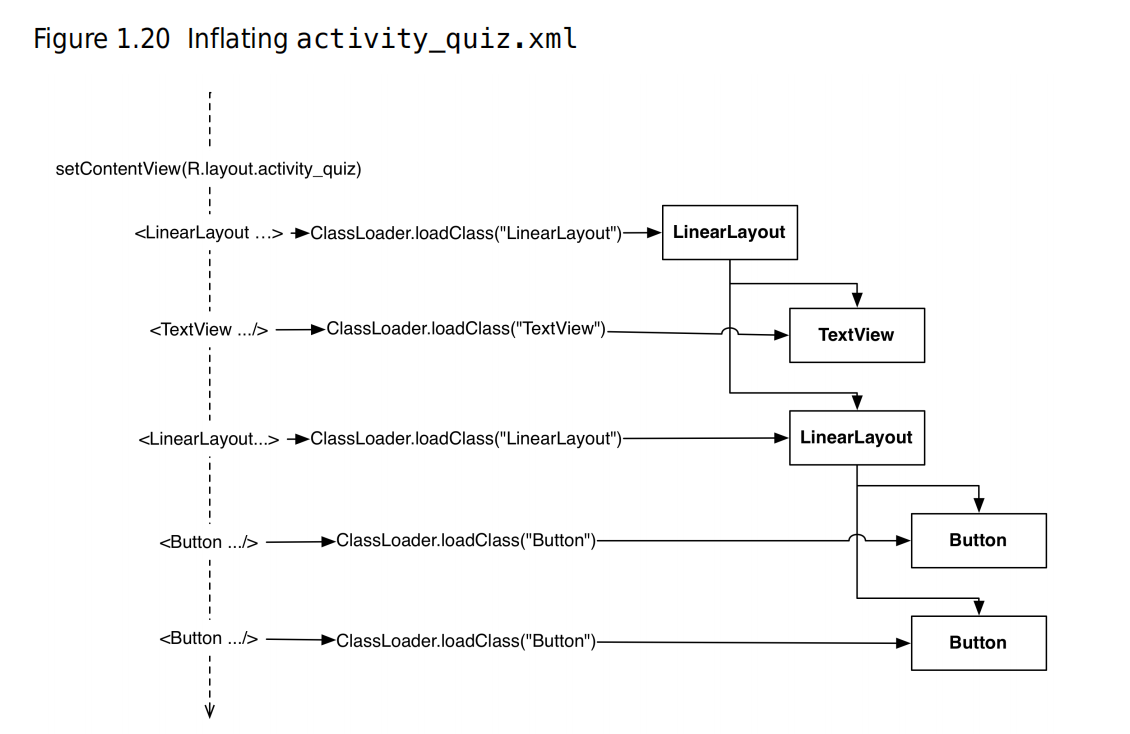 Figure 1.20 Inflating activity_quiz.xml
setContentView(R.layout.activity_quiz)
<LinearLayout ...> ClassLoader.loadClass("LinearLayout") LinearLayout
<TextView .../> ClassLoader.loadClass("TextView") TextView
<LinearLayout...> ClassLoader.loadClass("LinearLayout") LinearLayout
<Button .../> ClassLoader.loadClass("Button") Button
<Button .../> ClassLoader.loadClass("Button") Button